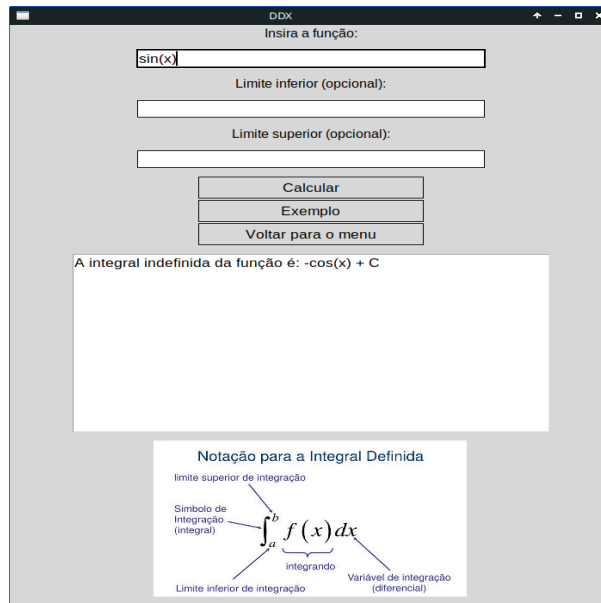 DDX
Insira a função:
sin(x)
Limite inferior (opcional):
Limite superior (opcional):
Calcular
Exemplo
Voltar para o menu
A integral indefinida da função é: -cos(x) + C
Notação para a Integral Definida
limite superior de integração
Simbolo de
Integração
(integral)
∫ₐᵇ f(x)dx
integrando
Limite inferior de integração
Variável de integração
(diferencial)